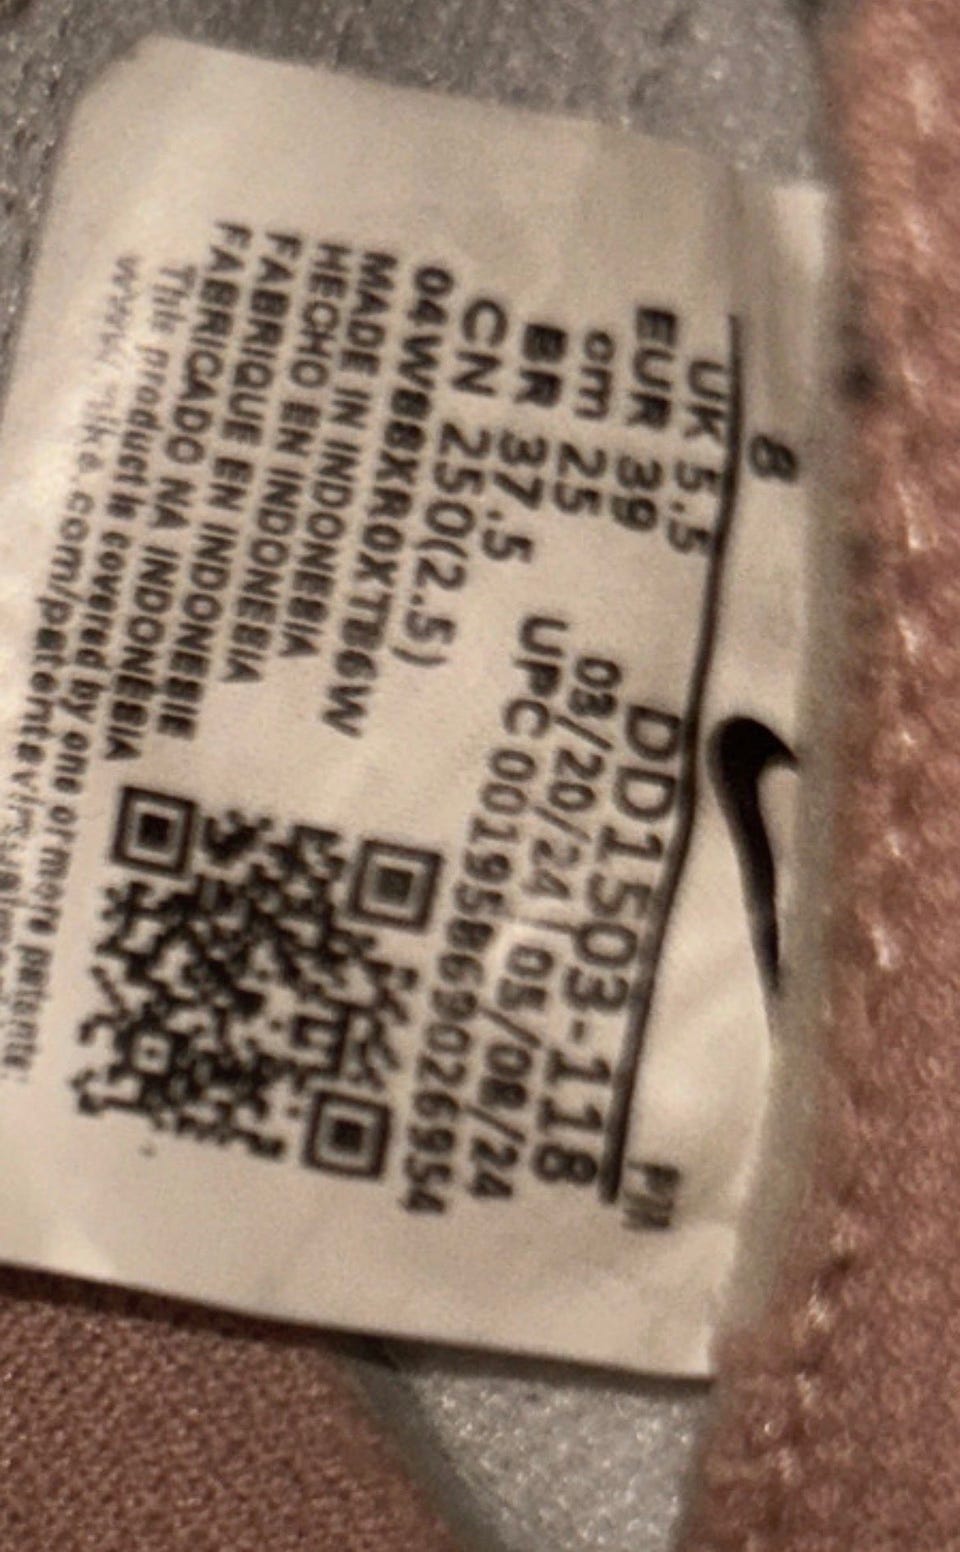 8
UK 5.5
EUR 39
cm 25
BR 37.5
CN 250(2.5)
DD1503-118
03/20/24 05/08/24
UPC 00195869026954
04W88XR0XTB6W
MADE IN INDONESIA
HECHO EN INDONESIA
FABRIQUE EN INDONESIE
FABRICADO NA INDONESIA
This product is covered by one or more patents.